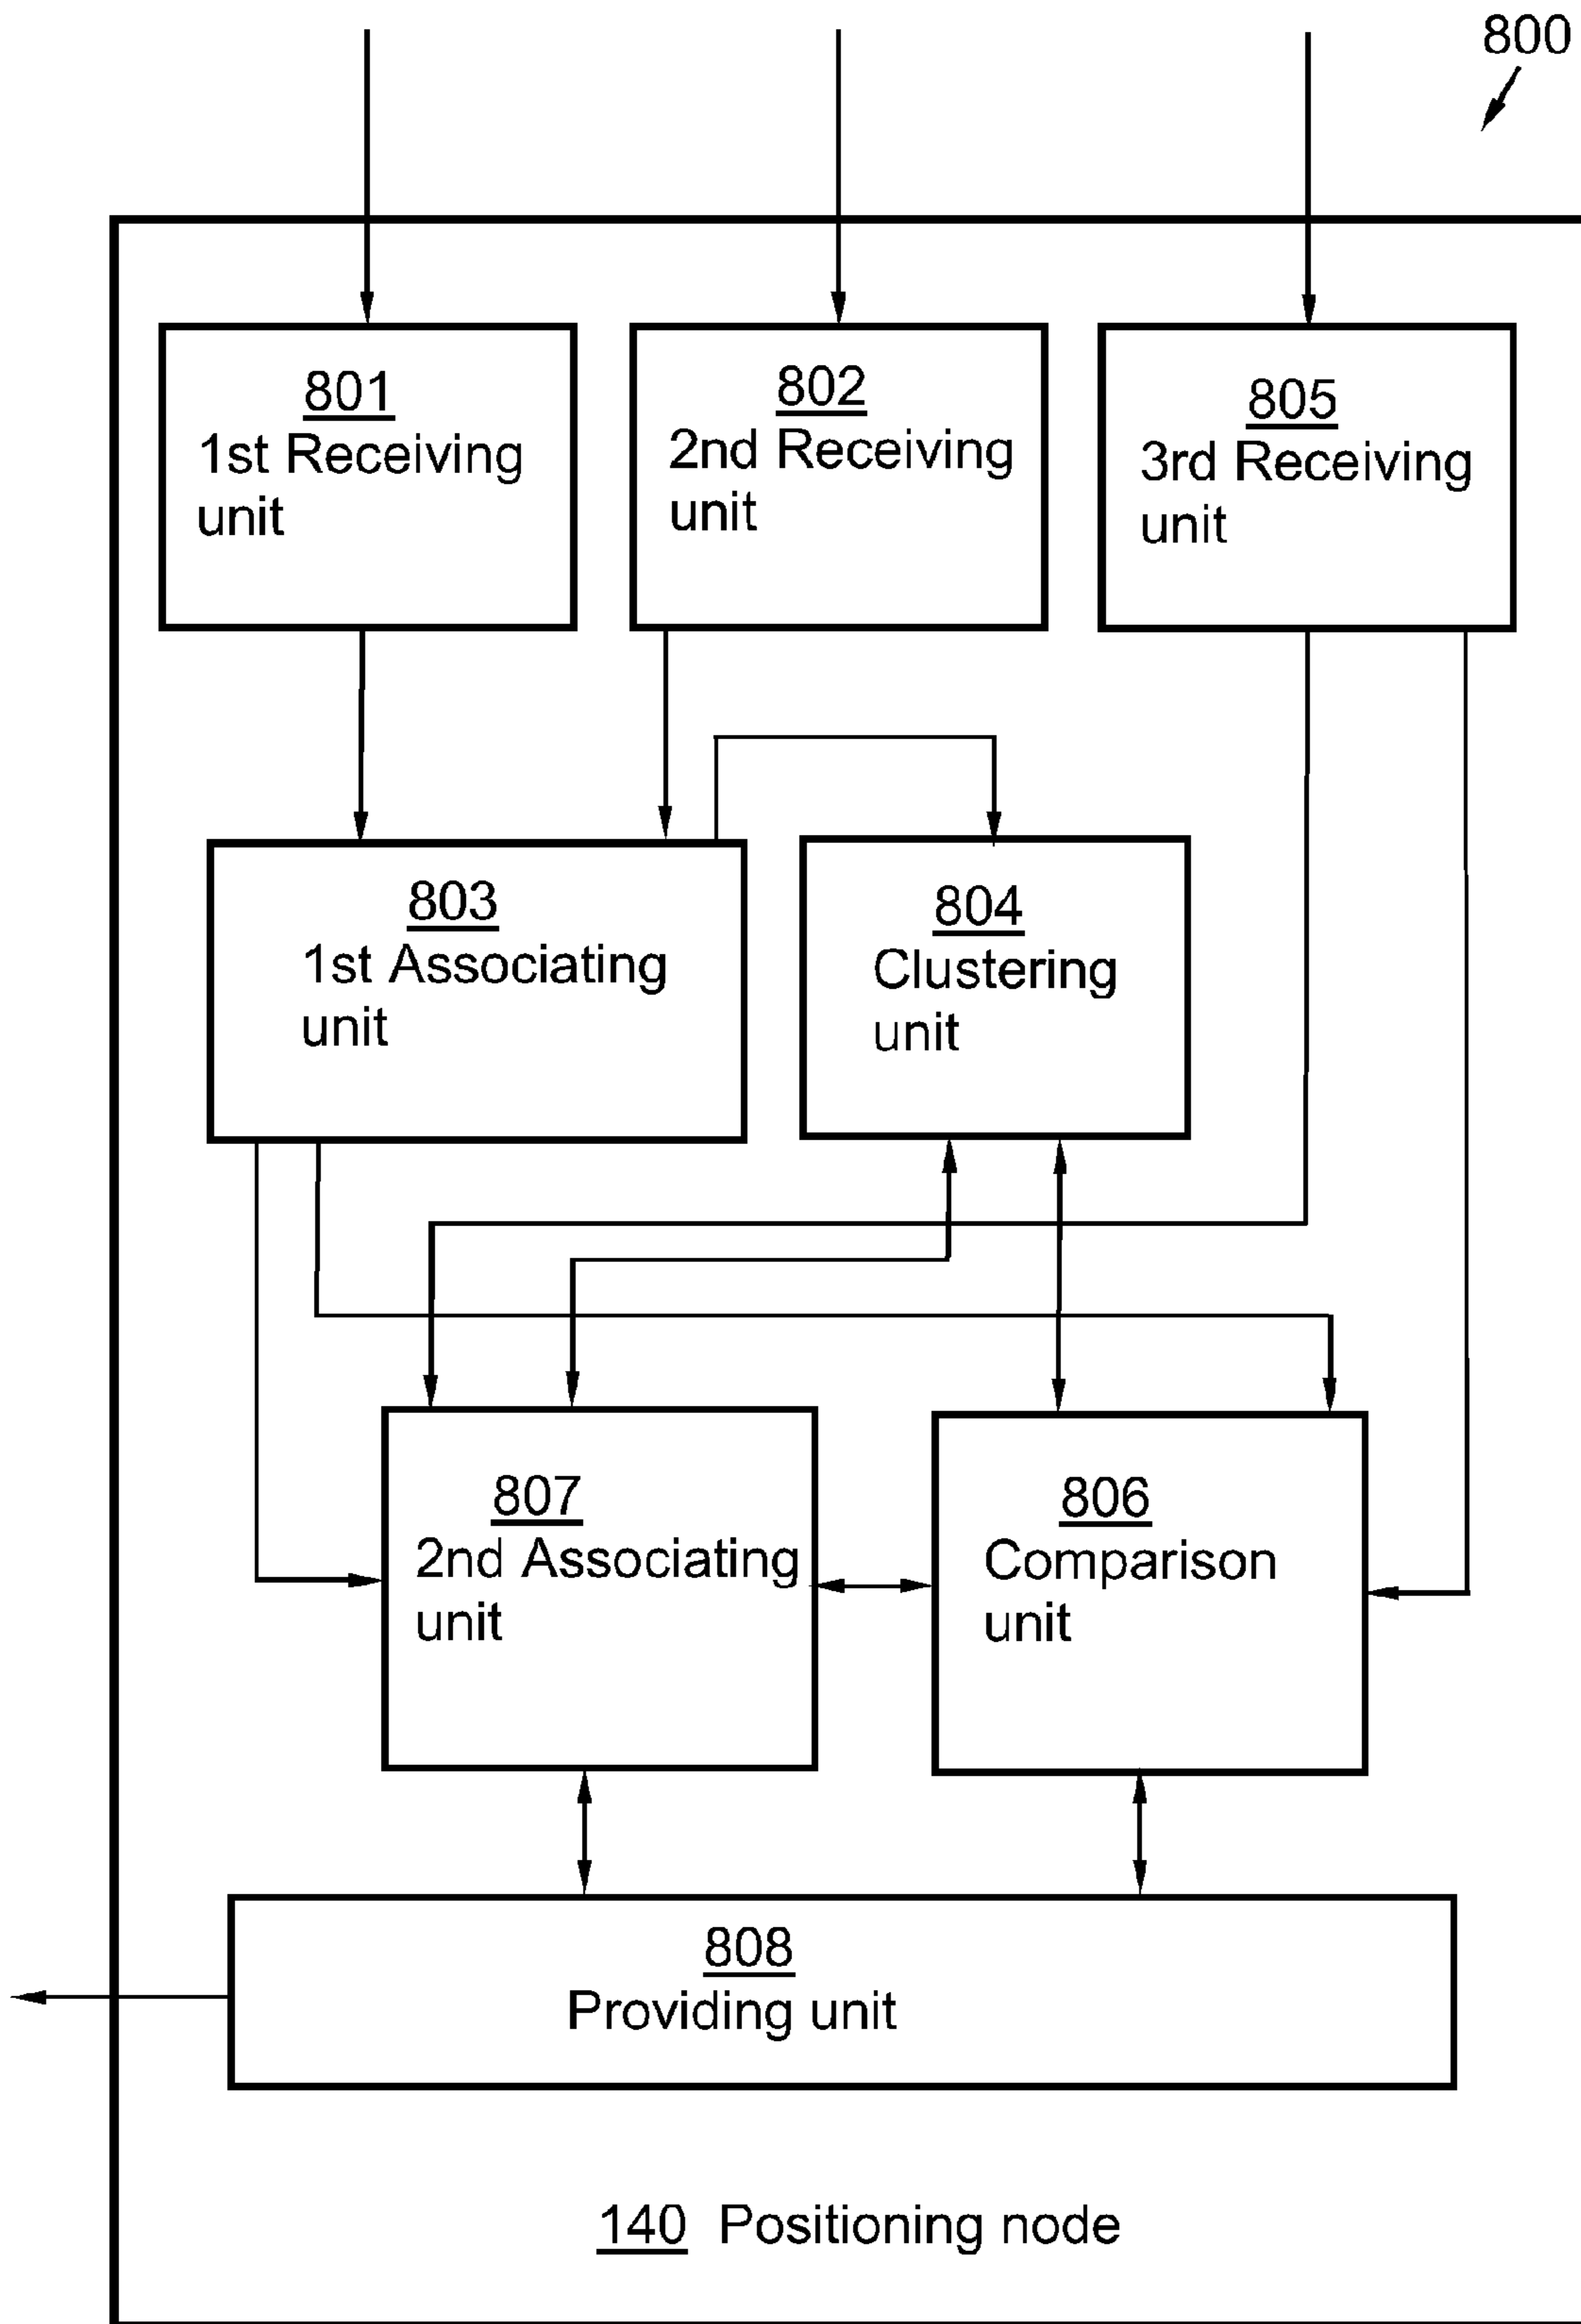 800
801
1st Receiving
unit
802
2nd Receiving
unit
805
3rd Receiving
unit
803
1st Associating
unit
804
Clustering
unit
807
2nd Associating
unit
806
Comparison
unit
808
Providing unit
140 Positioning node